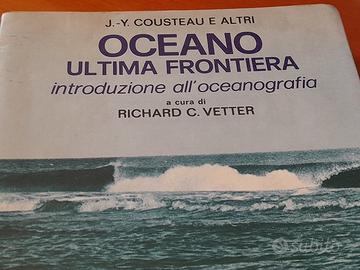 J.-Y. COUSTEAU E ALTRI
OCEANO
ULTIMA FRONTIERA
introduzione all'oceanografia
a cura di
RICHARD C. VETTER
subito